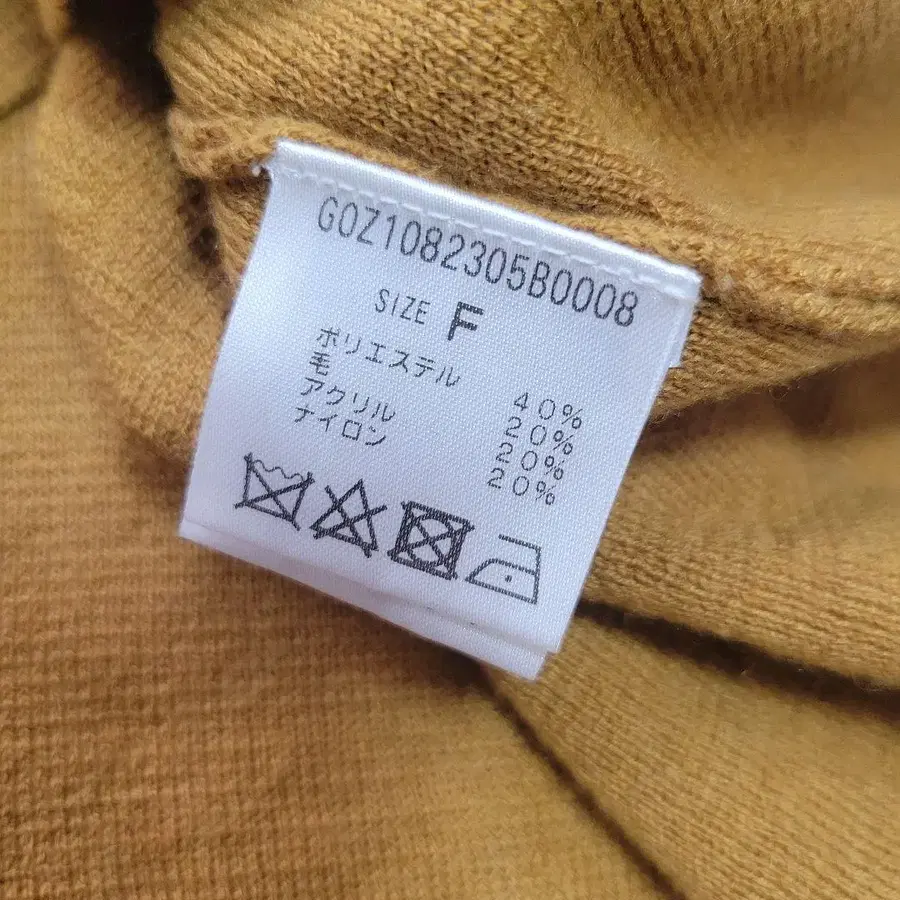 G0Z1082305B0008
SIZE F
ポリエステル 40%
毛 20%
アクリル 20%
ナイロン 20%